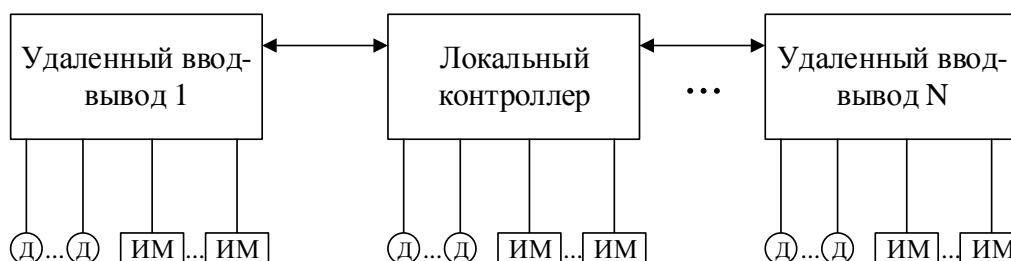 Удаленный ввод-
вывод 1
Локальный
контроллер
...
Удаленный ввод-
вывод N
Д...Д ИМ...ИМ
Д...Д ИМ...ИМ
Д...Д ИМ...ИМ